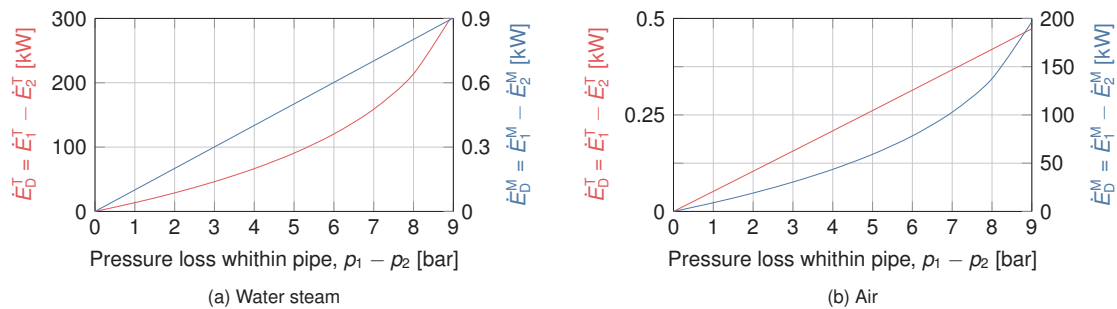 300
200
100
0
0.9
0.6
0.3
0
0 1 2 3 4 5 6 7 8 9
Ė_D^T = Ė_1^T − Ė_2^T [kW]
Ė_D^M = Ė_1^M − Ė_2^M [kW]
Pressure loss whithin pipe, p₁ − p₂ [bar]
(a) Water steam
0.5
0.25
0
200
150
100
50
0
0 1 2 3 4 5 6 7 8 9
Ė_D^T = Ė_1^T − Ė_2^T [kW]
Ė_D^M = Ė_1^M − Ė_2^M [kW]
Pressure loss whithin pipe, p₁ − p₂ [bar]
(b) Air